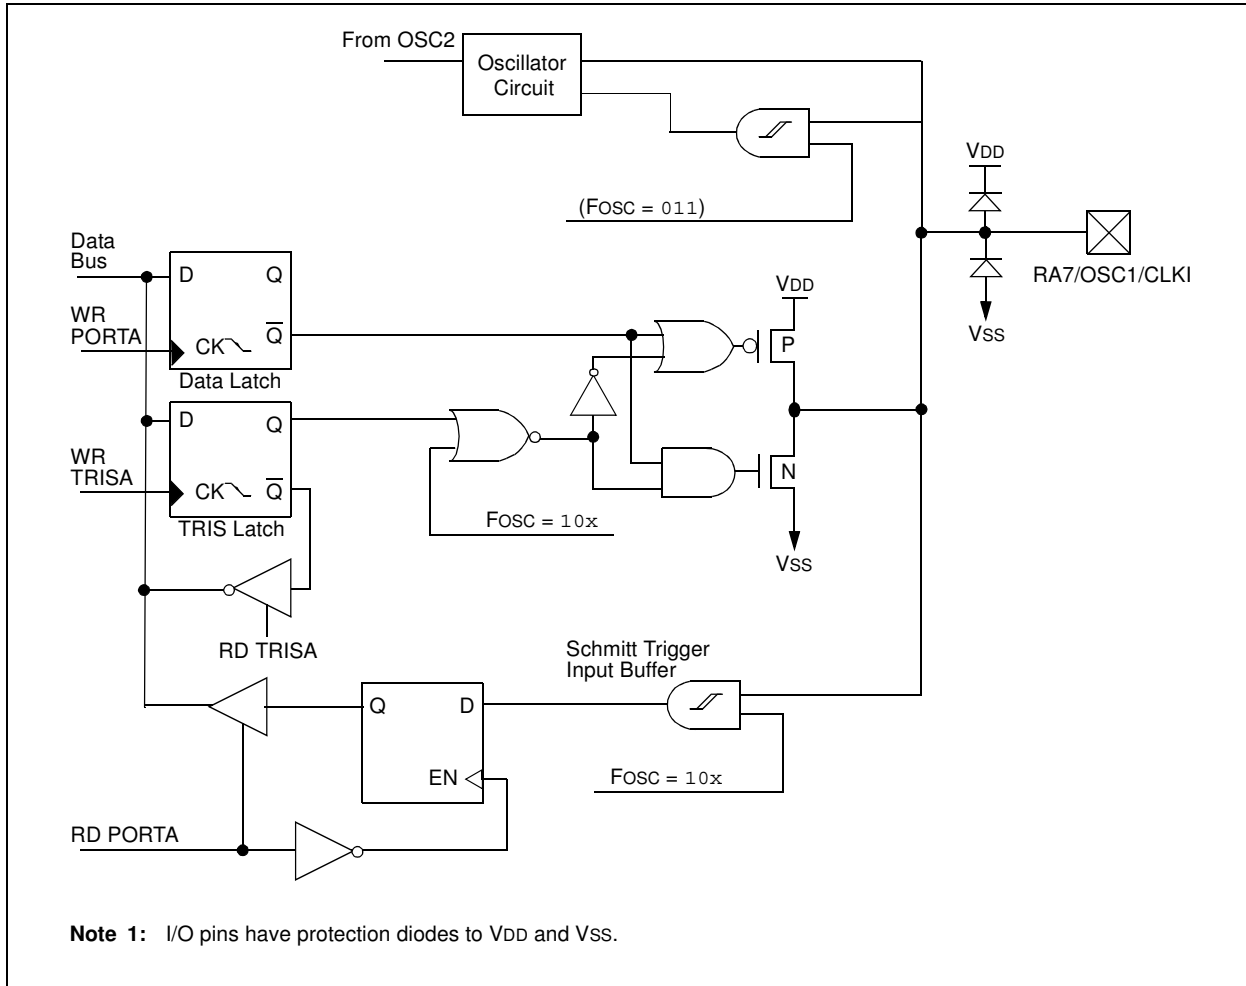 From OSC2
Oscillator
Circuit
VDD
(FOSC = 011)
RA7/OSC1/CLKI
VSS
Data
Bus
D
Q
WR
PORTA
CK
Q̅
Data Latch
VDD
P
D
Q
WR
TRISA
CK
Q̅
TRIS Latch
N
FOSC = 10x
VSS
RD TRISA
Schmitt Trigger
Input Buffer
Q
D
EN
FOSC = 10x
RD PORTA
Note 1: I/O pins have protection diodes to VDD and VSS.